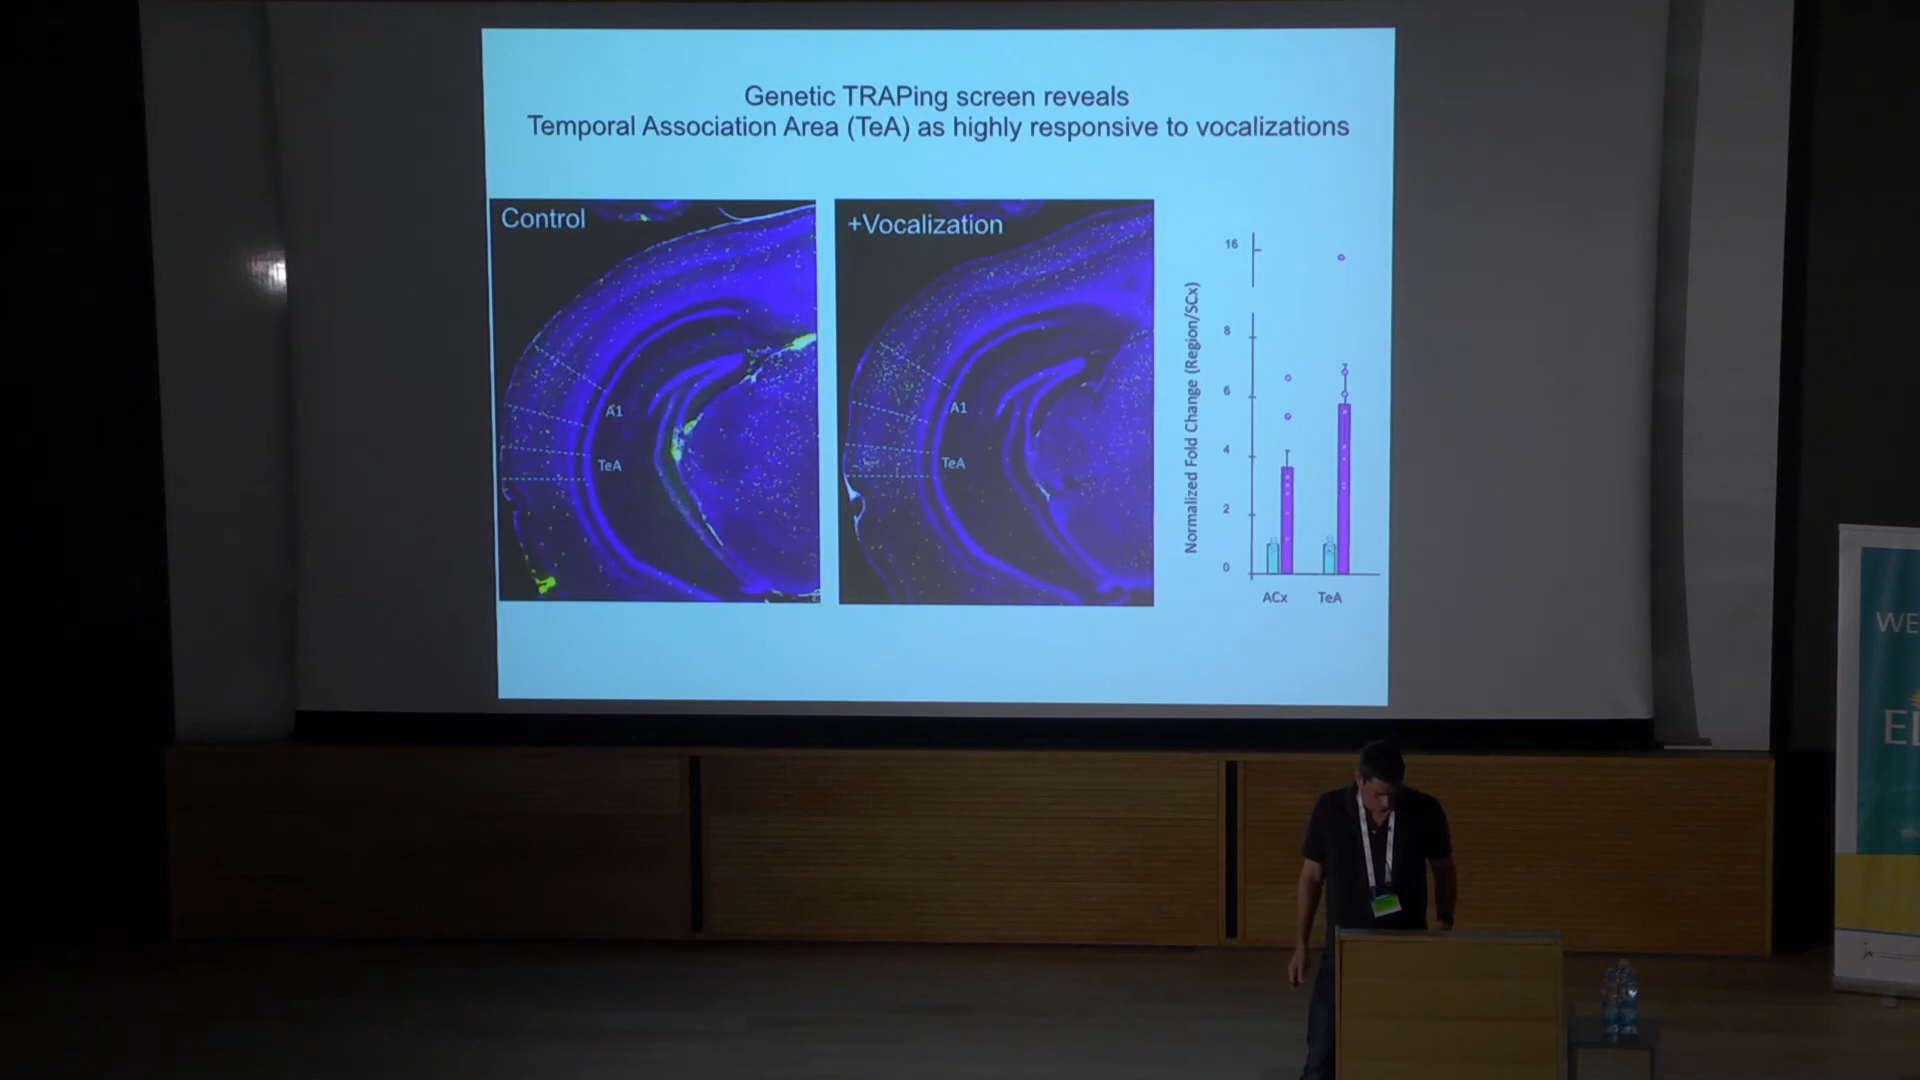 Genetic TRAPing screen reveals
Temporal Association Area (TeA) as highly responsive to vocalizations
Control
A1
TeA
+Vocalization
A1
TeA
Normalized Fold Change (Region/SCx)
16
8
6
4
2
0
ACx TeA
WE